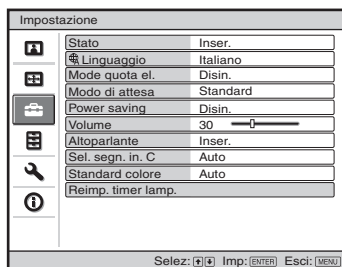 Impostazione
Stato Inser.
Linguaggio Italiano
Mode quota el. Disin.
Modo di attesa Standard
Power saving Disin.
Volume 30
Altoparlante Inser.
Sel. segn. in. C Auto
Standard colore Auto
Reimp. timer lamp.
Selez: Imp: ENTER Esci: MENU